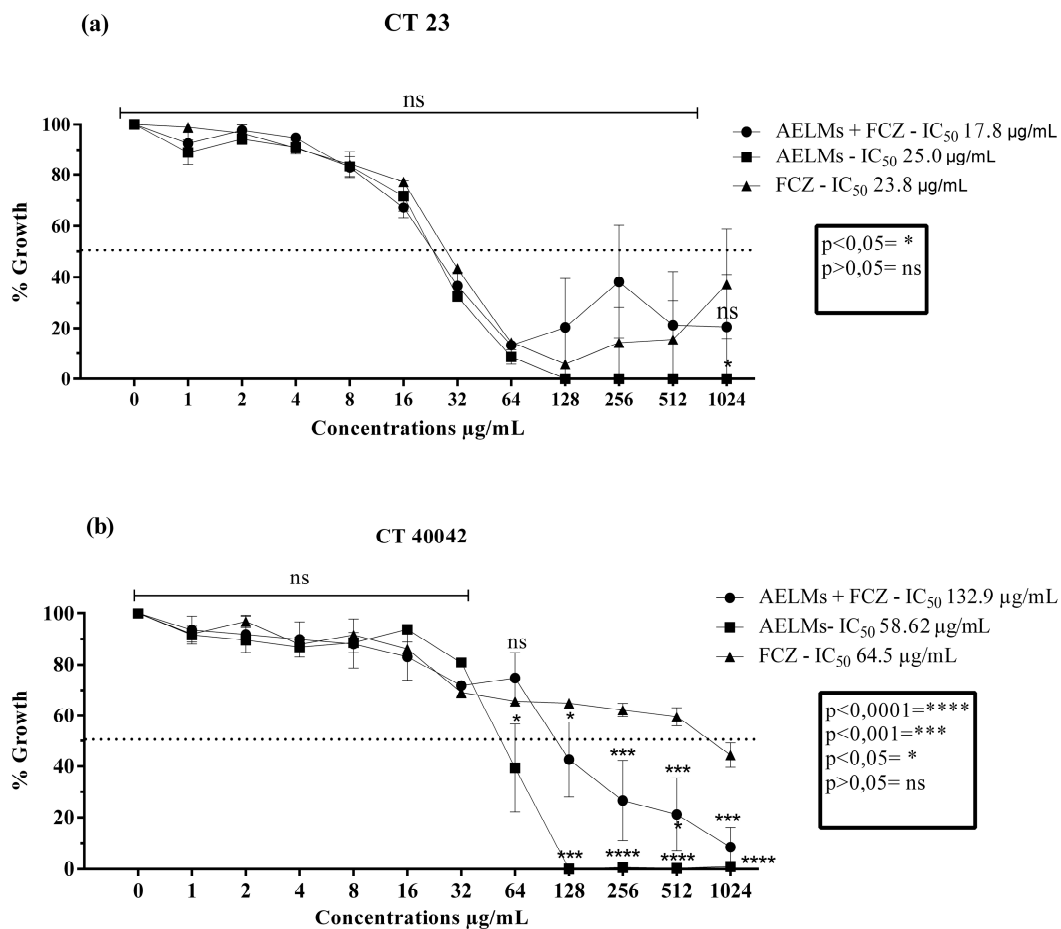 (a)
CT 23
ns
AELMs + FCZ - IC50 17.8 µg/mL
AELMs - IC50 25.0 µg/mL
FCZ - IC50 23.8 µg/mL
p<0,05= *
p>0,05= ns
% Growth
100
80
60
40
20
0
ns
*
0 1 2 4 8 16 32 64 128 256 512 1024
Concentrations µg/mL
(b)
CT 40042
ns
AELMs + FCZ - IC50 132.9 µg/mL
AELMs- IC50 58.62 µg/mL
FCZ - IC50 64.5 µg/mL
p<0,0001=****
p<0,001=***
p<0,05= *
p>0,05= ns
% Growth
100
80
60
40
20
0
ns
* *
*** *** ***
*
*** **** **** ****
0 1 2 4 8 16 32 64 128 256 512 1024
Concentrations µg/mL